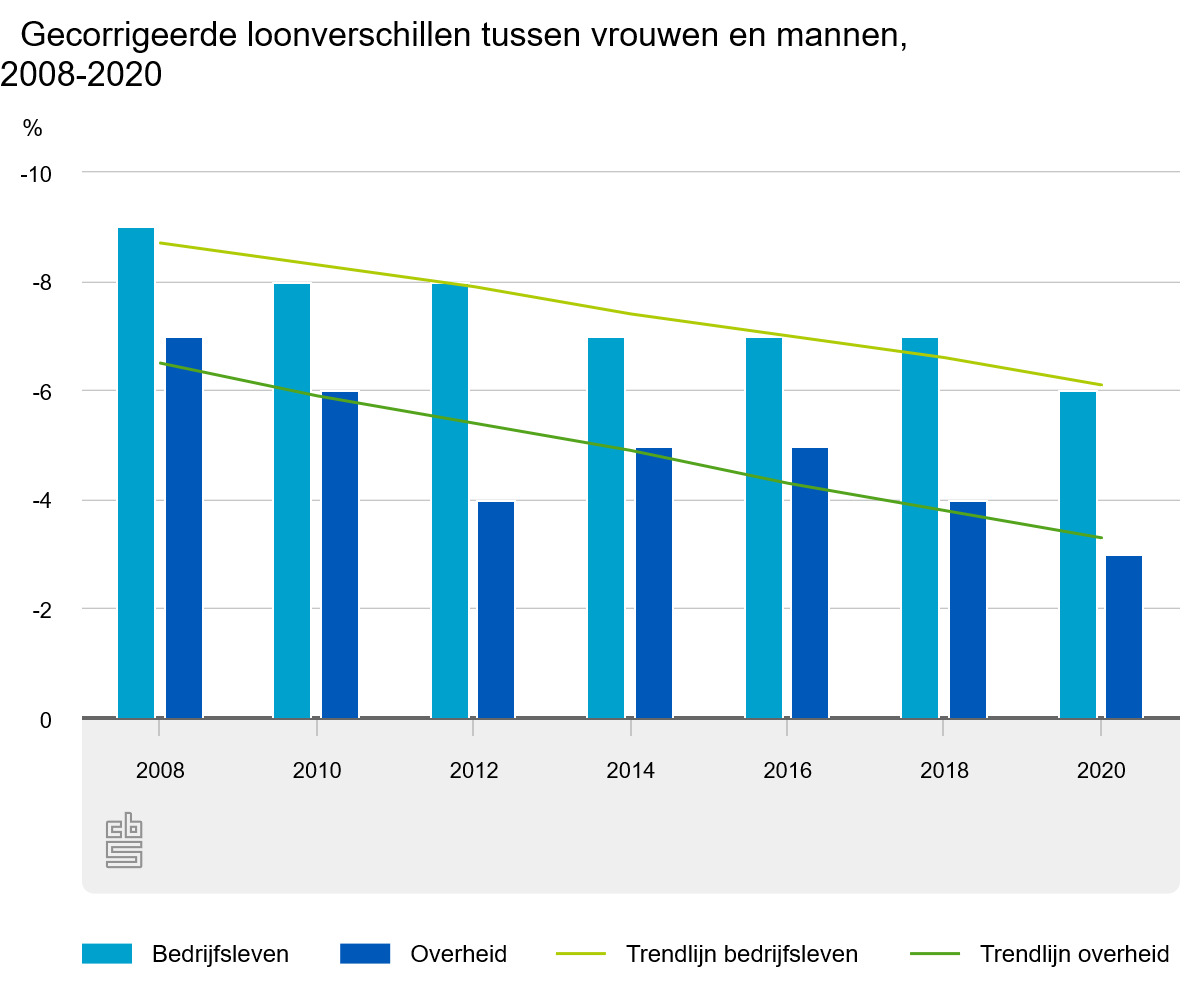 Gecorrigeerde loonverschillen tussen vrouwen en mannen,
2008-2020
%
-10
-8
-6
-4
-2
0
2008 2010 2012 2014 2016 2018 2020
cbs
Bedrijfsleven Overheid Trendlijn bedrijfsleven Trendlijn overheid